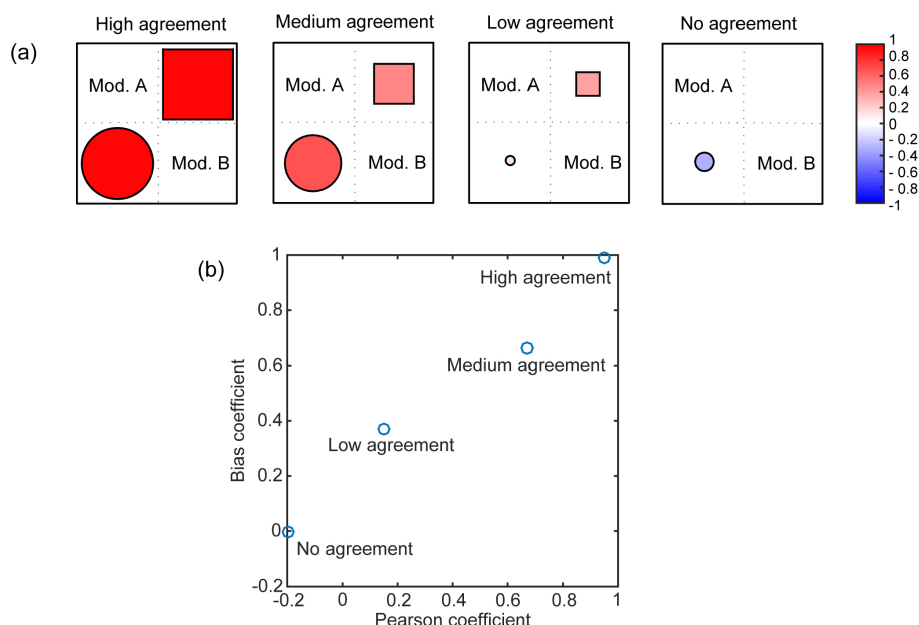 High agreement
Medium agreement
Low agreement
No agreement
(a)
Mod. A
Mod. B
Mod. A
Mod. B
Mod. A
Mod. B
Mod. A
Mod. B
1
0.8
0.6
0.4
0.2
0
- 0.2
- 0.4
- 0.6
- 0.8
-1
(b)
Bias coefficient
1
0.8
0.6
0.4
0.2
0
-0.2
High agreement
Medium agreement
Low agreement
No agreement
-0.2 0 0.2 0.4 0.6 0.8 1
Pearson coefficient